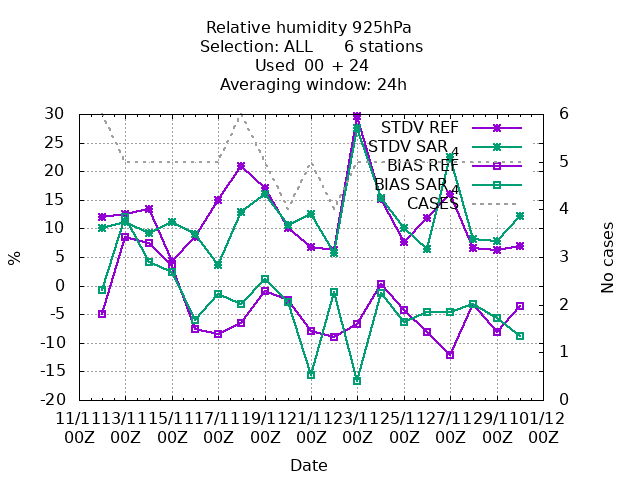 Relative humidity 925hPa
Selection: ALL 6 stations
Used 00 + 24
Averaging window: 24h
30
25
20
15
10
5
0
-5
-10
-15
-20
%
6
5
4
3
2
1
0
No cases
STDV REF
STDV SAR_4
BIAS REF
BIAS SAR_4
CASES
11/11 13/11 15/11 17/11 19/11 21/11 23/11 25/11 27/11 29/11 01/12
00Z 00Z 00Z 00Z 00Z 00Z 00Z 00Z 00Z 00Z 00Z
Date